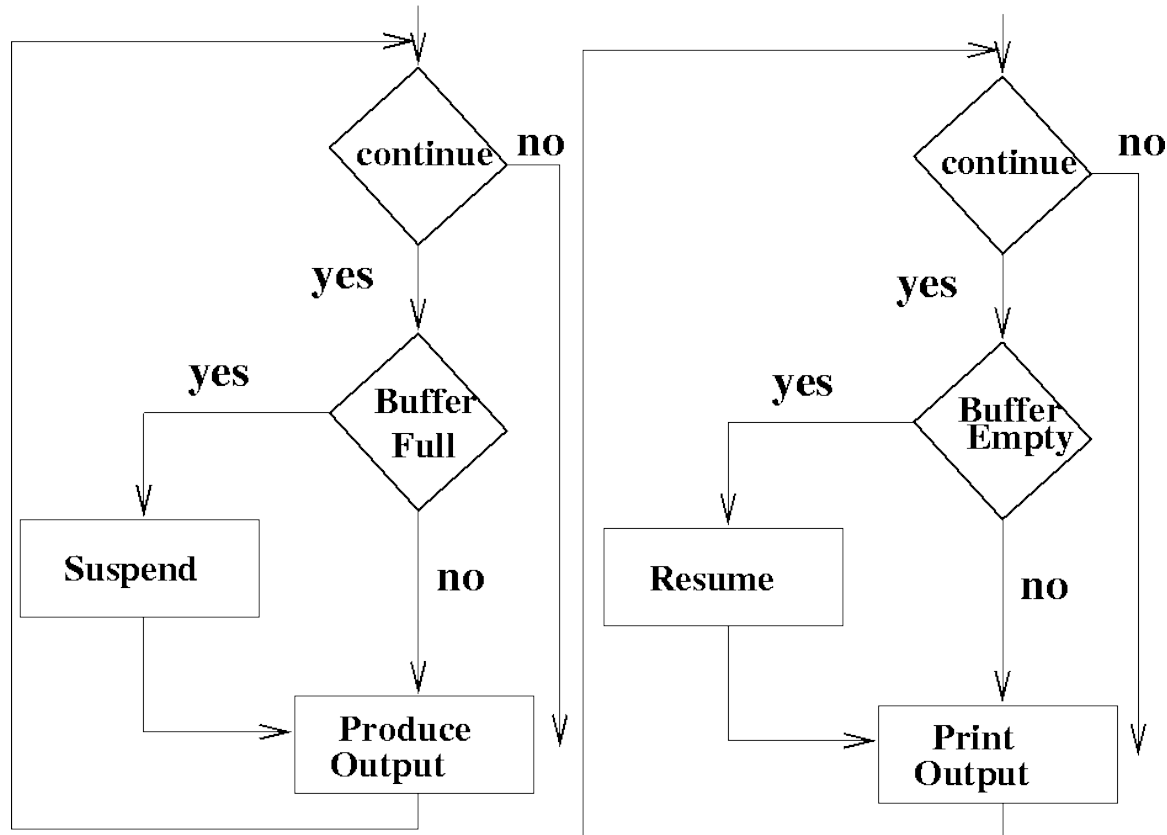 continue
no
yes
yes
Buffer
Full
Suspend
no
Produce
Output
continue
no
yes
yes
Buffer
Empty
Resume
no
Print
Output